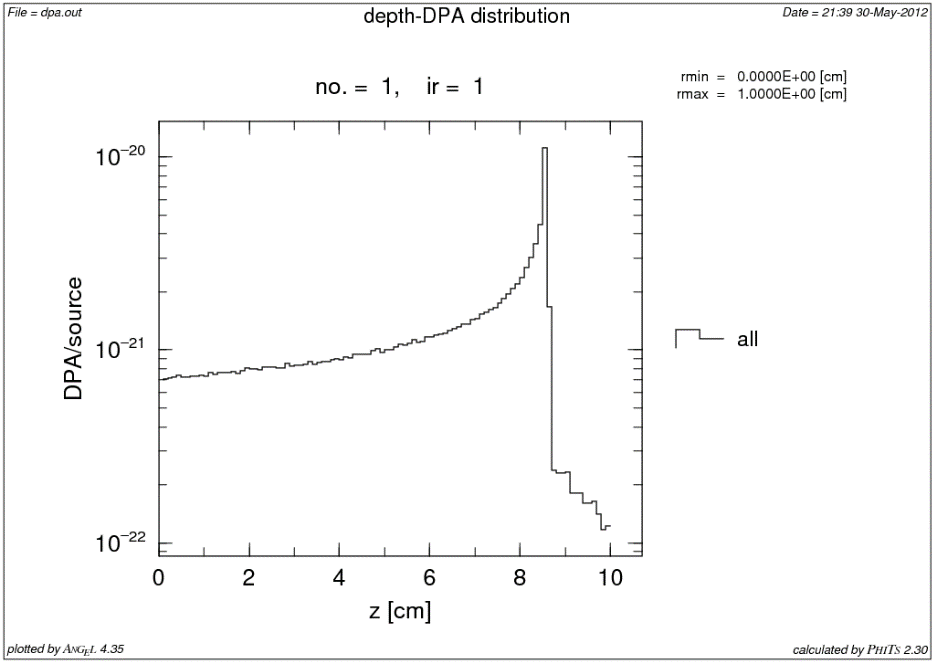 File = dpa.out
depth-DPA distribution
Date = 21:39 30-May-2012
no. = 1, ir = 1
rmin = 0.0000E+00 [cm]
rmax = 1.0000E+00 [cm]
10−20
10−21
10−22
DPA/source
all
0 2 4 6 8 10
z [cm]
plotted by ANGEL 4.35
calculated by PHITS 2.30